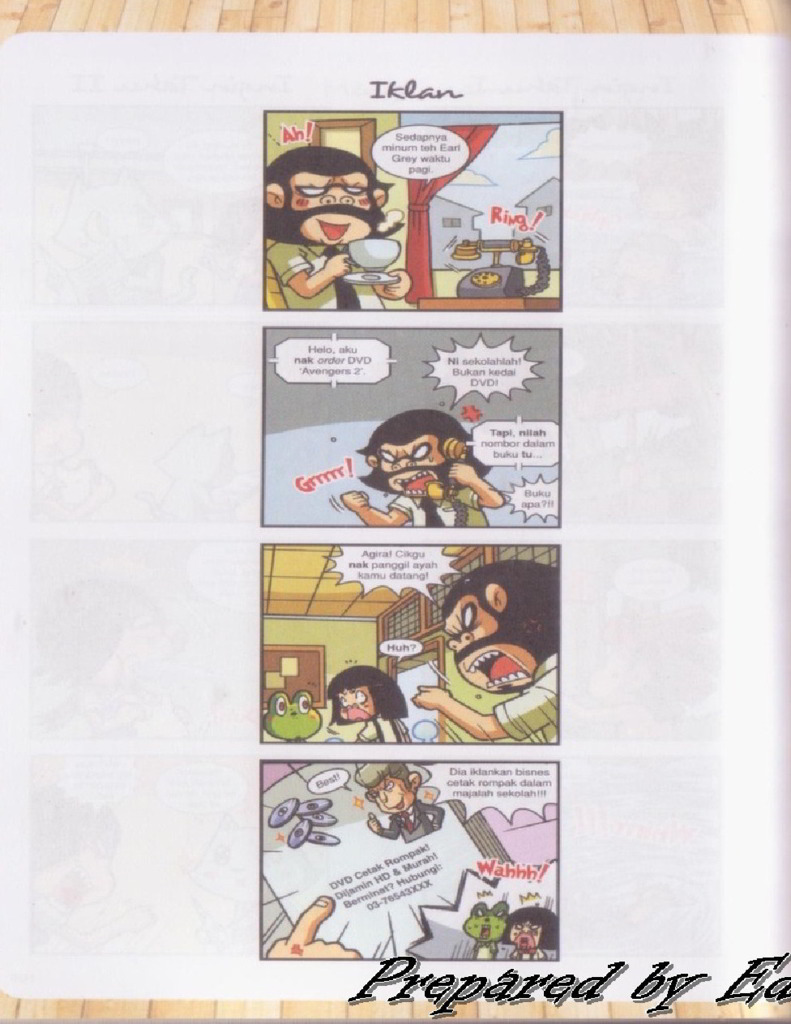 Iklan
Ah!
Sedapnya
minum teh Earl
Grey waktu
pagi.
Ring!
Helo, aku
nak order DVD
'Avengers 2'.
Ni sekolahlah!
Bukan kedai
DVD!
Grrrrr!
Tapi, nilah
nombor dalam
buku tu...
Buku
apa?!!
Agira! Cikgu
nak panggil ayah
kamu datang!
Huh?
Best!
Dia iklankan bisnes
cetak rompak dalam
majalah sekolah!!!
DVD Cetak Rompak!
Dijamin HD & Murah!
Berminat? Hubungi:
03-76543XXX
Wahhh!
Prepared by Ed